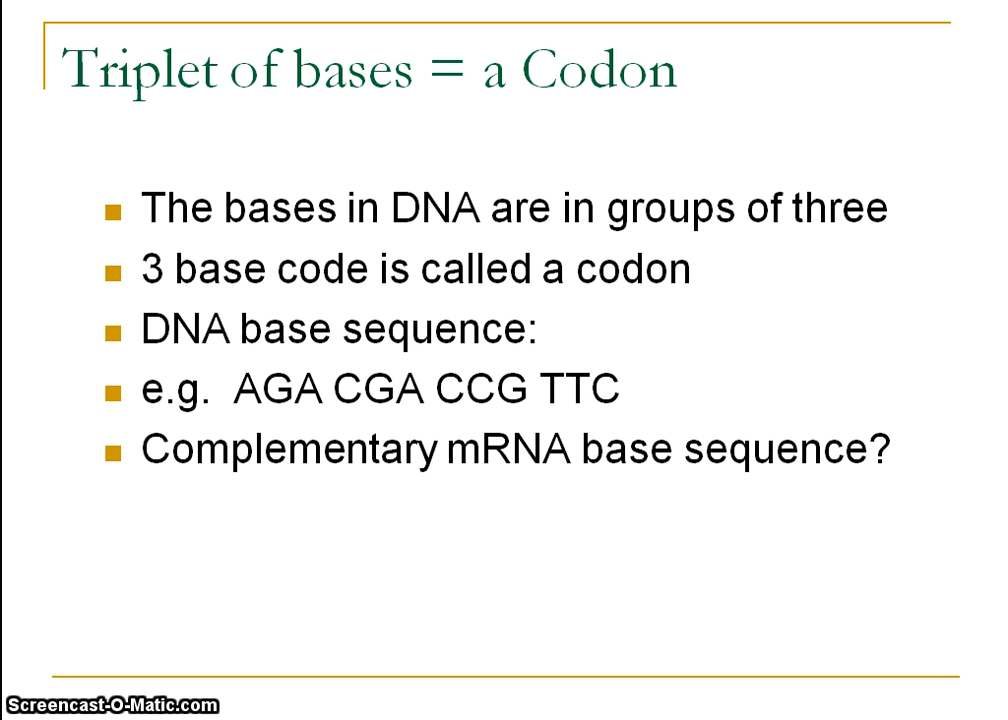 Triplet of bases = a Codon
The bases in DNA are in groups of three
3 base code is called a codon
DNA base sequence:
e.g. AGA CGA CCG TTC
Complementary mRNA base sequence?
Screencast-O-Matic.com